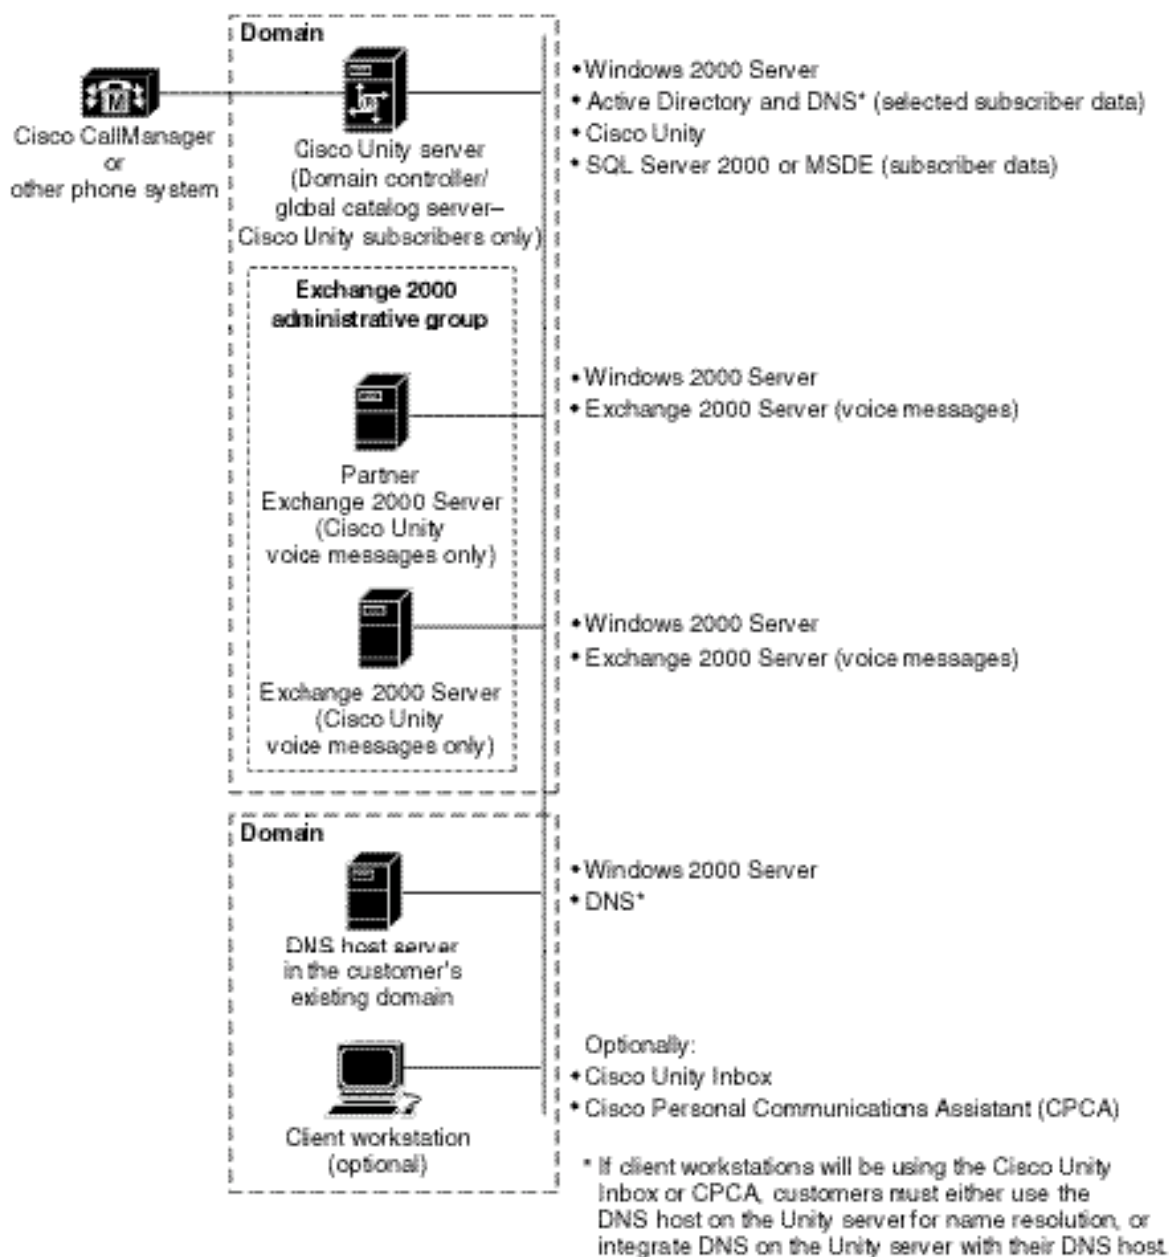 Domain
Cisco CallManager
or
other phone system
Cisco Unity server
(Domain controller/
global catalog server–
Cisco Unity subscribers only)
• Windows 2000 Server
• Active Directory and DNS* (selected subscriber data)
• Cisco Unity
• SQL Server 2000 or MSDE (subscriber data)
Exchange 2000
administrative group
Partner
Exchange 2000 Server
(Cisco Unity
voice messages only)
• Windows 2000 Server
• Exchange 2000 Server (voice messages)
Exchange 2000 Server
(Cisco Unity
voice messages only)
• Windows 2000 Server
• Exchange 2000 Server (voice messages)
Domain
DNS host server
in the customer's
existing domain
• Windows 2000 Server
• DNS*
Client workstation
(optional)
Optionally:
• Cisco Unity Inbox
• Cisco Personal Communications Assistant (CPCA)
* If client workstations will be using the Cisco Unity
Inbox or CPCA, customers must either use the
DNS host on the Unity server for name resolution, or
integrate DNS on the Unity server with their DNS host